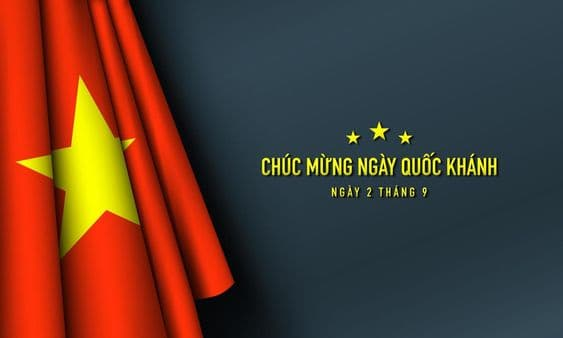 CHÚC MỪNG NGÀY QUỐC KHÁNH
NGÀY 2 THÁNG 9